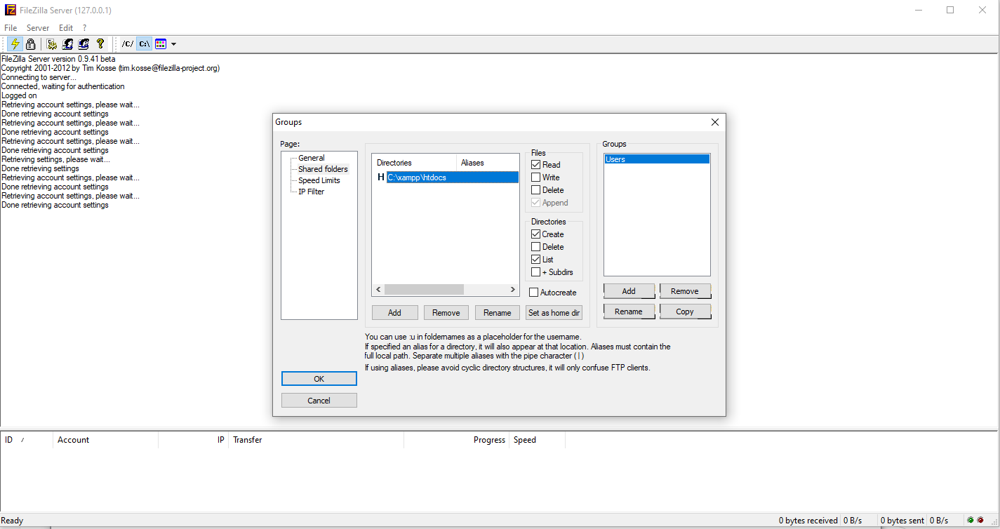 FileZilla Server (127.0.0.1)
File Server Edit ?
/C/ C:\
FileZilla Server version 0.9.41 beta
Copyright 2001-2012 by Tim Kosse (tim.kosse@filezilla-project.org)
Connecting to server...
Connected, waiting for authentication
Logged on
Retrieving account settings, please wait...
Done retrieving account settings
Retrieving account settings, please wait...
Done retrieving account settings
Retrieving account settings, please wait...
Done retrieving account settings
Retrieving settings, please wait...
Done retrieving settings
Retrieving account settings, please wait...
Done retrieving account settings
Retrieving account settings, please wait...
Done retrieving account settings
Groups
Page:
General
Shared folders
Speed Limits
IP Filter
OK
Cancel
Directories Aliases
H C:\xampp\htdocs
Add Remove Rename Set as home dir
Files
Read
Write
Delete
Append
Directories
Create
Delete
List
+ Subdirs
Autocreate
Groups
Users
Add Remove
Rename Copy
You can use :u in foldernames as a placeholder for the username.
If specified an alias for a directory, it will also appear at that location. Aliases must contain the
full local path. Separate multiple aliases with the pipe character ( | )
If using aliases, please avoid cyclic directory structures, it will only confuse FTP clients.
ID / Account IP Transfer Progress Speed
Ready 0 bytes received 0 B/s 0 bytes sent 0 B/s